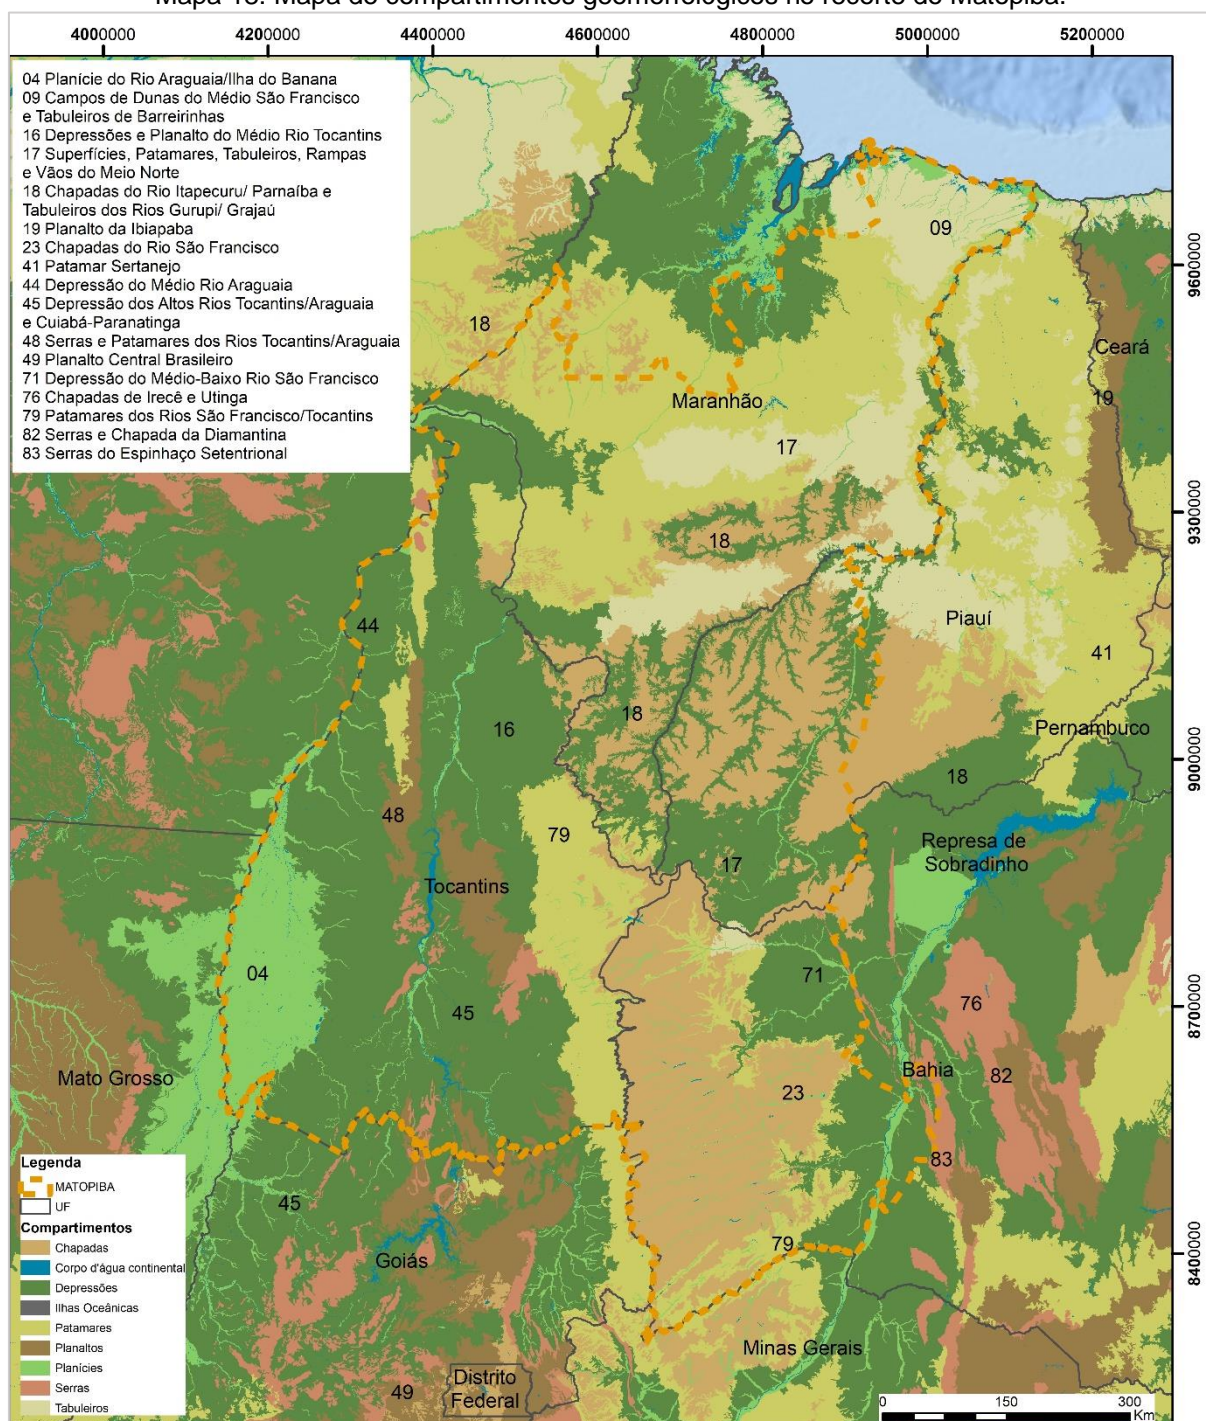 Mapa 18: Mapa de compartimentos geomorfológicos no recorte do Matopiba.
4000000 4200000 4400000 4600000 4800000 5000000 5200000
04 Planície do Rio Araguaia/Ilha do Banana
09 Campos de Dunas do Médio São Francisco
e Tabuleiros de Barreirinhas
16 Depressões e Planalto do Médio Rio Tocantins
17 Superfícies, Patamares, Tabuleiros, Rampas
e Vãos do Meio Norte
18 Chapadas do Rio Itapecuru/ Parnaíba e
Tabuleiros dos Rios Gurupi/ Grajaú
19 Planalto da Ibiapaba
23 Chapadas do Rio São Francisco
41 Patamar Sertanejo
44 Depressão do Médio Rio Araguaia
45 Depressão dos Altos Rios Tocantins/Araguaia
e Cuiabá-Paranatinga
48 Serras e Patamares dos Rios Tocantins/Araguaia
49 Planalto Central Brasileiro
71 Depressão do Médio-Baixo Rio São Francisco
76 Chapadas de Irecê e Utinga
79 Patamares dos Rios São Francisco/Tocantins
82 Serras e Chapada da Diamantina
83 Serras do Espinhaço Setentrional
09
9600000
18
Ceará
19
Maranhão
17
9300000
18
Piauí
44
41
18
16
Pernambuco
18
9000000
48
79
Represa de
Sobradinho
17
Tocantins
04
71
76
8700000
45
Mato Grosso
Bahia
82
23
83
45
79
Goiás
8400000
Minas Gerais
Distrito
Federal
49
Legenda
MATOPIBA
UF
Compartimentos
Chapadas
Corpo d'água continental
Depressões
Ilhas Oceânicas
Patamares
Planaltos
Planícies
Serras
Tabuleiros
0 150 300
Km